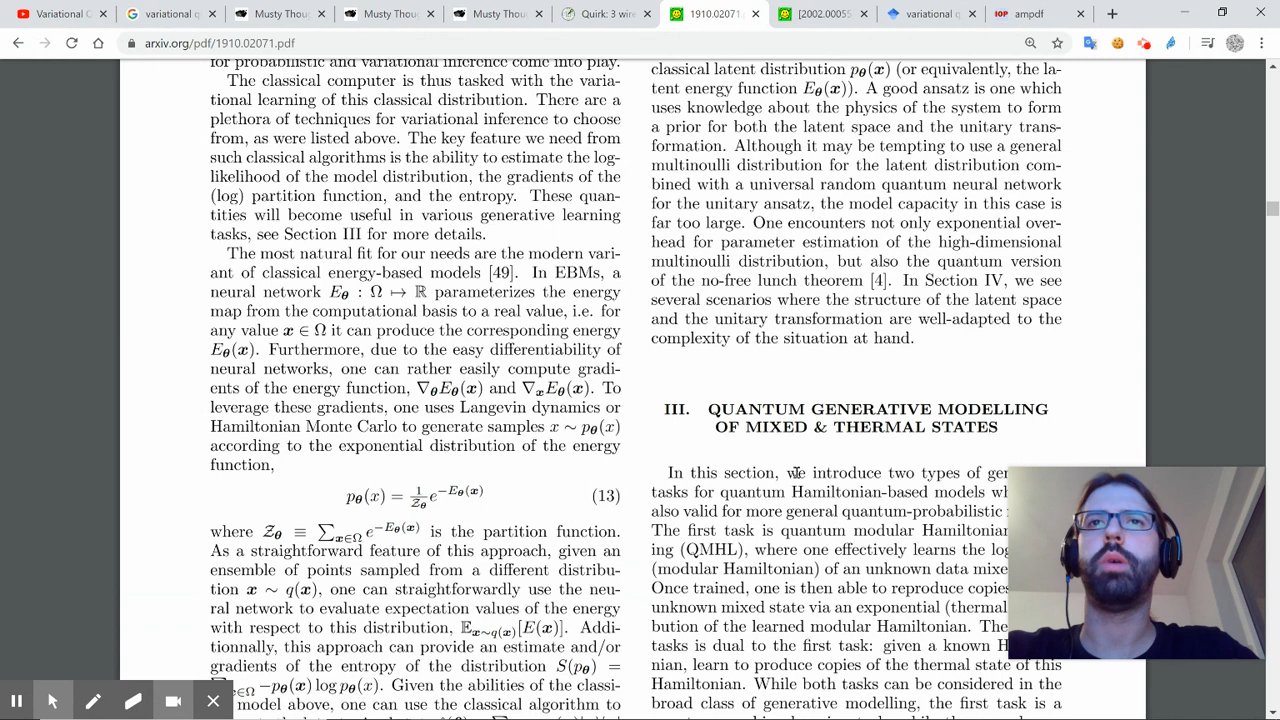 Variational C
variational q
Musty Thou
Musty Thou
Musty Thou
Quirk: 3 wire
1910.02071.p
[2002.00055
variational q
ampdf
arxiv.org/pdf/1910.02071.pdf
for probabilistic and variational inference come into play.
The classical computer is thus tasked with the varia-
tional learning of this classical distribution. There are a
plethora of techniques for variational inference to choose
from, as were listed above. The key feature we need from
such classical algorithms is the ability to estimate the log-
likelihood of the model distribution, the gradients of the
(log) partition function, and the entropy. These quan-
tities will become useful in various generative learning
tasks, see Section III for more details.
The most natural fit for our needs are the modern vari-
ant of classical energy-based models [49]. In EBMs, a
neural network Eθ : Ω ↦ ℝ parameterizes the energy
map from the computational basis to a real value, i.e. for
any value x ∈ Ω it can produce the corresponding energy
Eθ(x). Furthermore, due to the easy differentiability of
neural networks, one can rather easily compute gradi-
ents of the energy function, ∇θEθ(x) and ∇xEθ(x). To
leverage these gradients, one uses Langevin dynamics or
Hamiltonian Monte Carlo to generate samples x ∼ pθ(x)
according to the exponential distribution of the energy
function,
pθ(x) = 1/Zθ e^−Eθ(x) (13)
where Zθ ≡ ∑x∈Ω e^−Eθ(x) is the partition function.
As a straightforward feature of this approach, given an
ensemble of points sampled from a different distribu-
tion x ∼ q(x), one can straightforwardly use the neu-
ral network to evaluate expectation values of the energy
with respect to this distribution, 𝔼x∼q(x)[E(x)]. Addi-
tionnally, this approach can provide an estimate and/or
gradients of the entropy of the distribution S(pθ) =
x∈Ω −pθ(x) log pθ(x). Given the abilities of the classi-
model above, one can use the classical algorithm to
classical latent distribution pθ(x) (or equivalently, the la-
tent energy function Eθ(x)). A good ansatz is one which
uses knowledge about the physics of the system to form
a prior for both the latent space and the unitary trans-
formation. Although it may be tempting to use a general
multinoulli distribution for the latent distribution com-
bined with a universal random quantum neural network
for the unitary ansatz, the model capacity in this case is
far too large. One encounters not only exponential over-
head for parameter estimation of the high-dimensional
multinoulli distribution, but also the quantum version
of the no-free lunch theorem [4]. In Section IV, we see
several scenarios where the structure of the latent space
and the unitary transformation are well-adapted to the
complexity of the situation at hand.
III. QUANTUM GENERATIVE MODELLING
OF MIXED & THERMAL STATES
In this section, we introduce two types of gen
tasks for quantum Hamiltonian-based models wh
also valid for more general quantum-probabilistic
The first task is quantum modular Hamiltonian
ing (QMHL), where one effectively learns the log
(modular Hamiltonian) of an unknown data mixe
Once trained, one is then able to reproduce copies
unknown mixed state via an exponential (thermal
bution of the learned modular Hamiltonian. The
tasks is dual to the first task: given a known H
nian, learn to produce copies of the thermal state of this
Hamiltonian. While both tasks can be considered in the
broad class of generative modelling, the first task is a